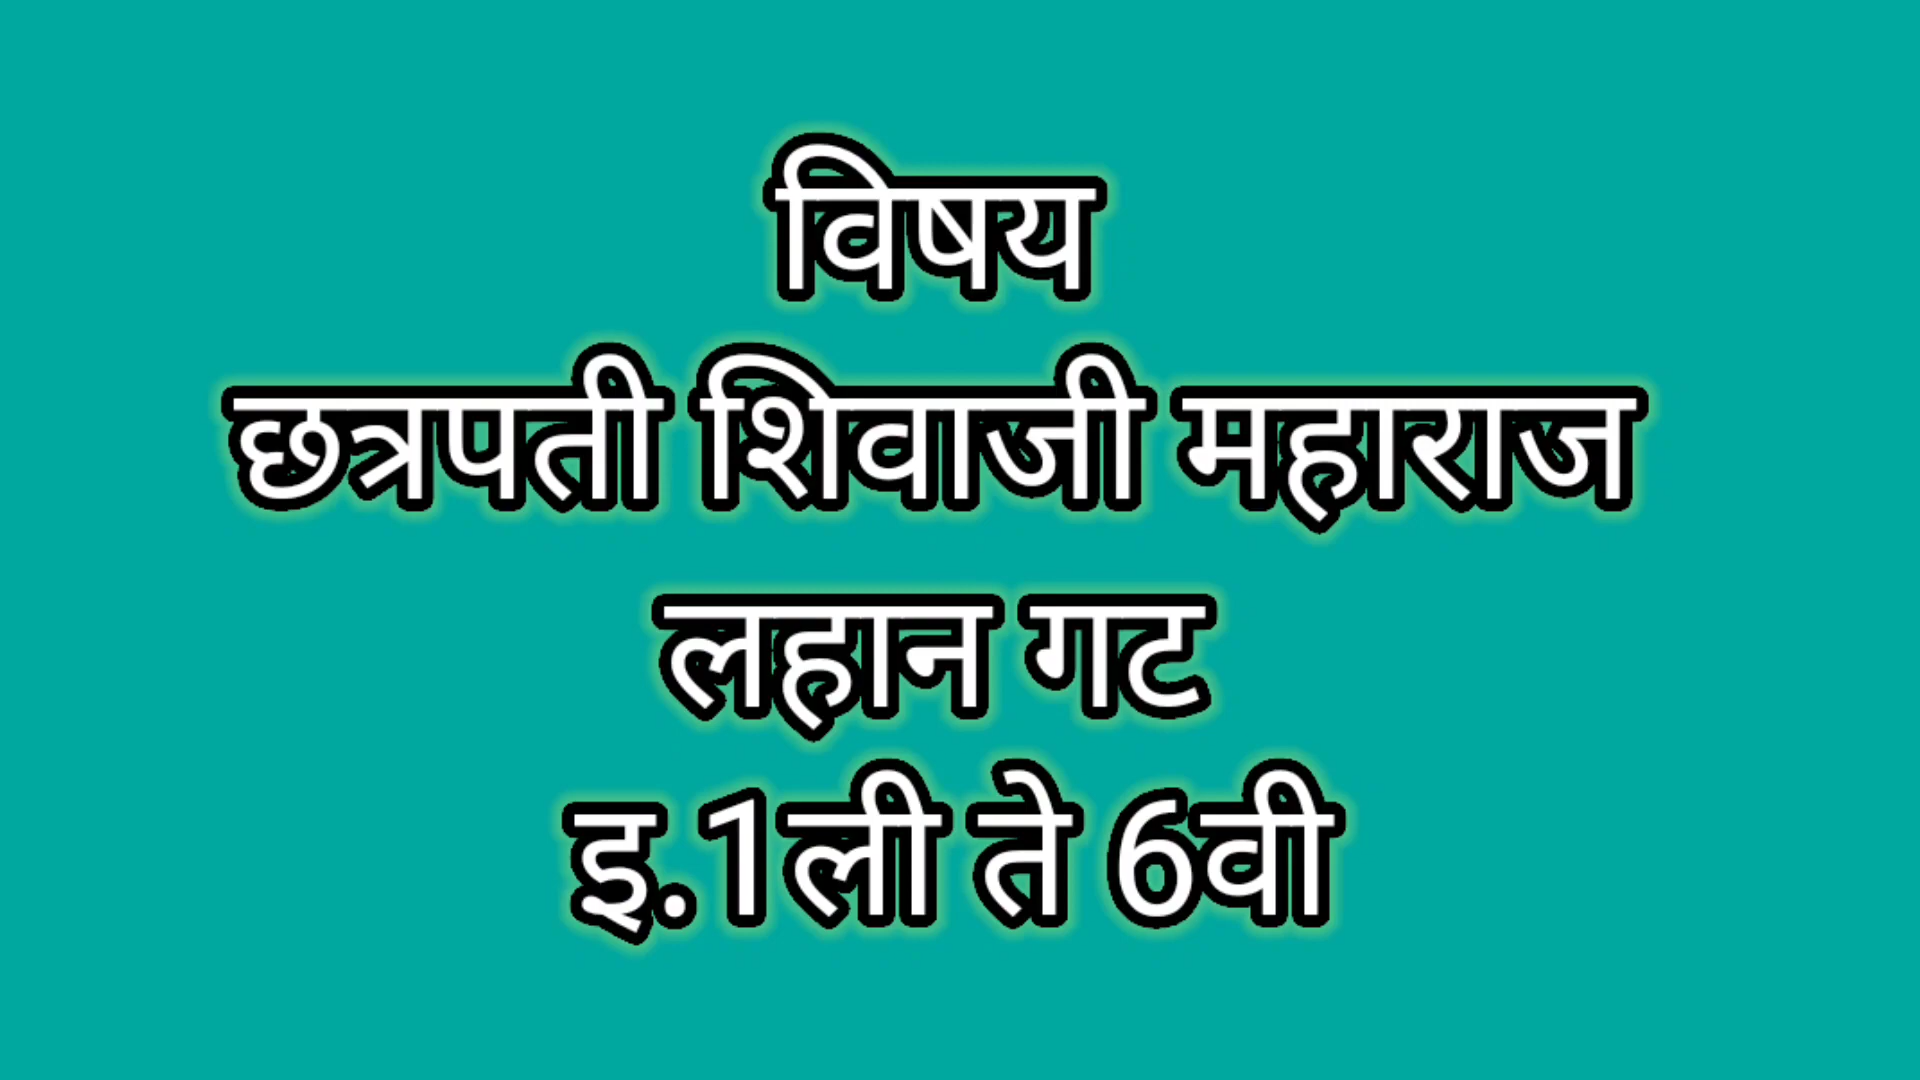 विषय
छत्रपती शिवाजी महाराज
लहान गट
इ.1ली ते 6वी